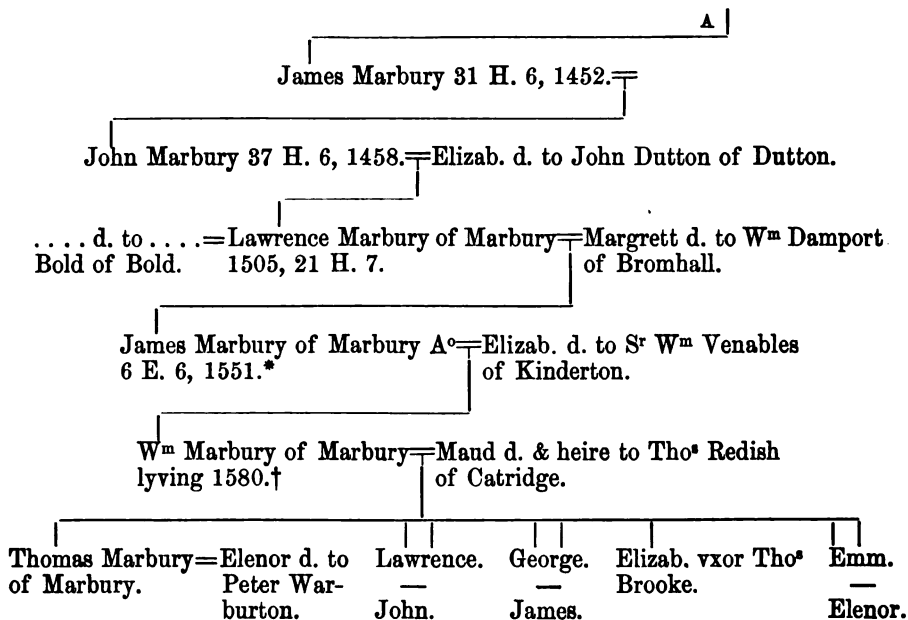 A
James Marbury 31 H. 6, 1452.
John Marbury 37 H. 6, 1458.=Elizab. d. to John Dutton of Dutton.
. . . . d. to . . . .=Lawrence Marbury of Marbury=Margrett d. to Wᵐ Damport
Bold of Bold. 1505, 21 H. 7. of Bromhall.
James Marbury of Marbury Aº=Elizab. d. to Sʳ Wᵐ Venables
6 E. 6, 1551.* of Kinderton.
Wᵐ Marbury of Marbury=Maud d. & heire to Thoˢ Redish
lyving 1580.† of Catridge.
Thomas Marbury=Elenor d. to Lawrence. George. Elizab. vxor Thoˢ Emm.
of Marbury. Peter War- — — Brooke. —
burton. John. James. Elenor.